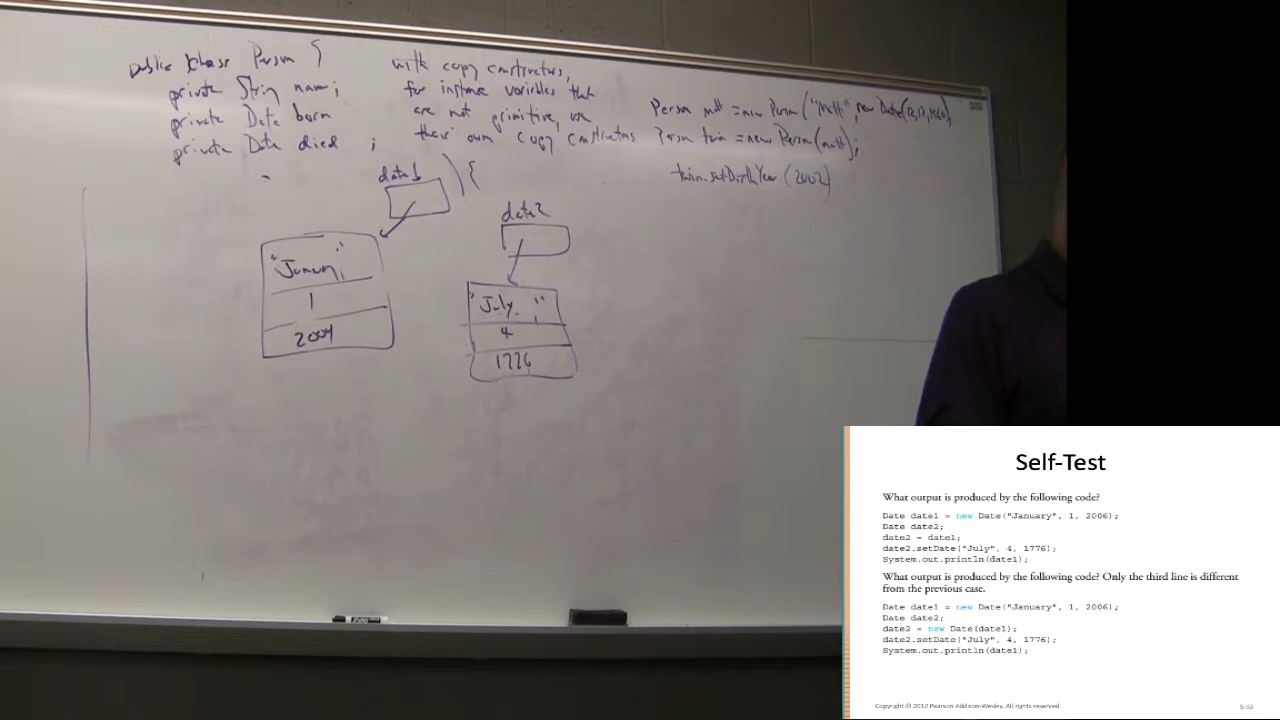 public class Person {
private String name;
private Date born
private Date died ;
with copy constructors,
for instance variables that
are not primitive, use
their own copy constructors
Person matt = new Person ("Matt", new Date
Person twin = new Person(matt);
twin.setBirthYear (2002)
date1
) {
date2
"January"
1
2004
"July"
4
1776
Self-Test
What output is produced by the following code?
Date date1 = new Date("January", 1, 2006);
Date date2;
date2 = date1;
date2.setDate("July", 4, 1776);
System.out.println(date1);
What output is produced by the following code? Only the third line is different
from the previous case.
Date date1 = new Date("January", 1, 2006);
Date date2;
date2 = new Date(date1);
date2.setDate("July", 4, 1776);
System.out.println(date1);
Copyright © 2012 Pearson Addison-Wesley. All rights reserved.
5-92